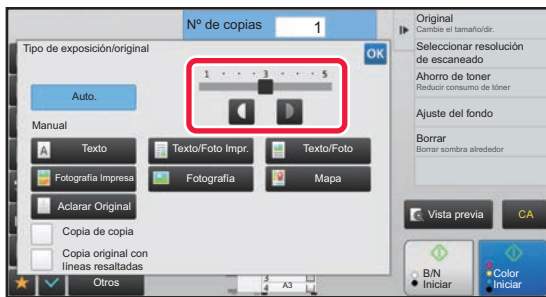 Nº de copias 1
Tipo de exposición/original
OK
1 · · · 3 · · · 5
Auto.
Manual
A Texto
Texto/Foto Impr.
Texto/Foto
Fotografía Impresa
Fotografía
Mapa
Aclarar Original
Copia de copia
Copia original con
líneas resaltadas
Otros
3
4
A3
Original
Cambie el tamaño/dir.
Seleccionar resolución
de escaneado
Ahorro de toner
Reducir consumo de tóner
Ajuste del fondo
Borrar
Borrar sombra alrededor
Vista previa
CA
B/N
Iniciar
Color
Iniciar